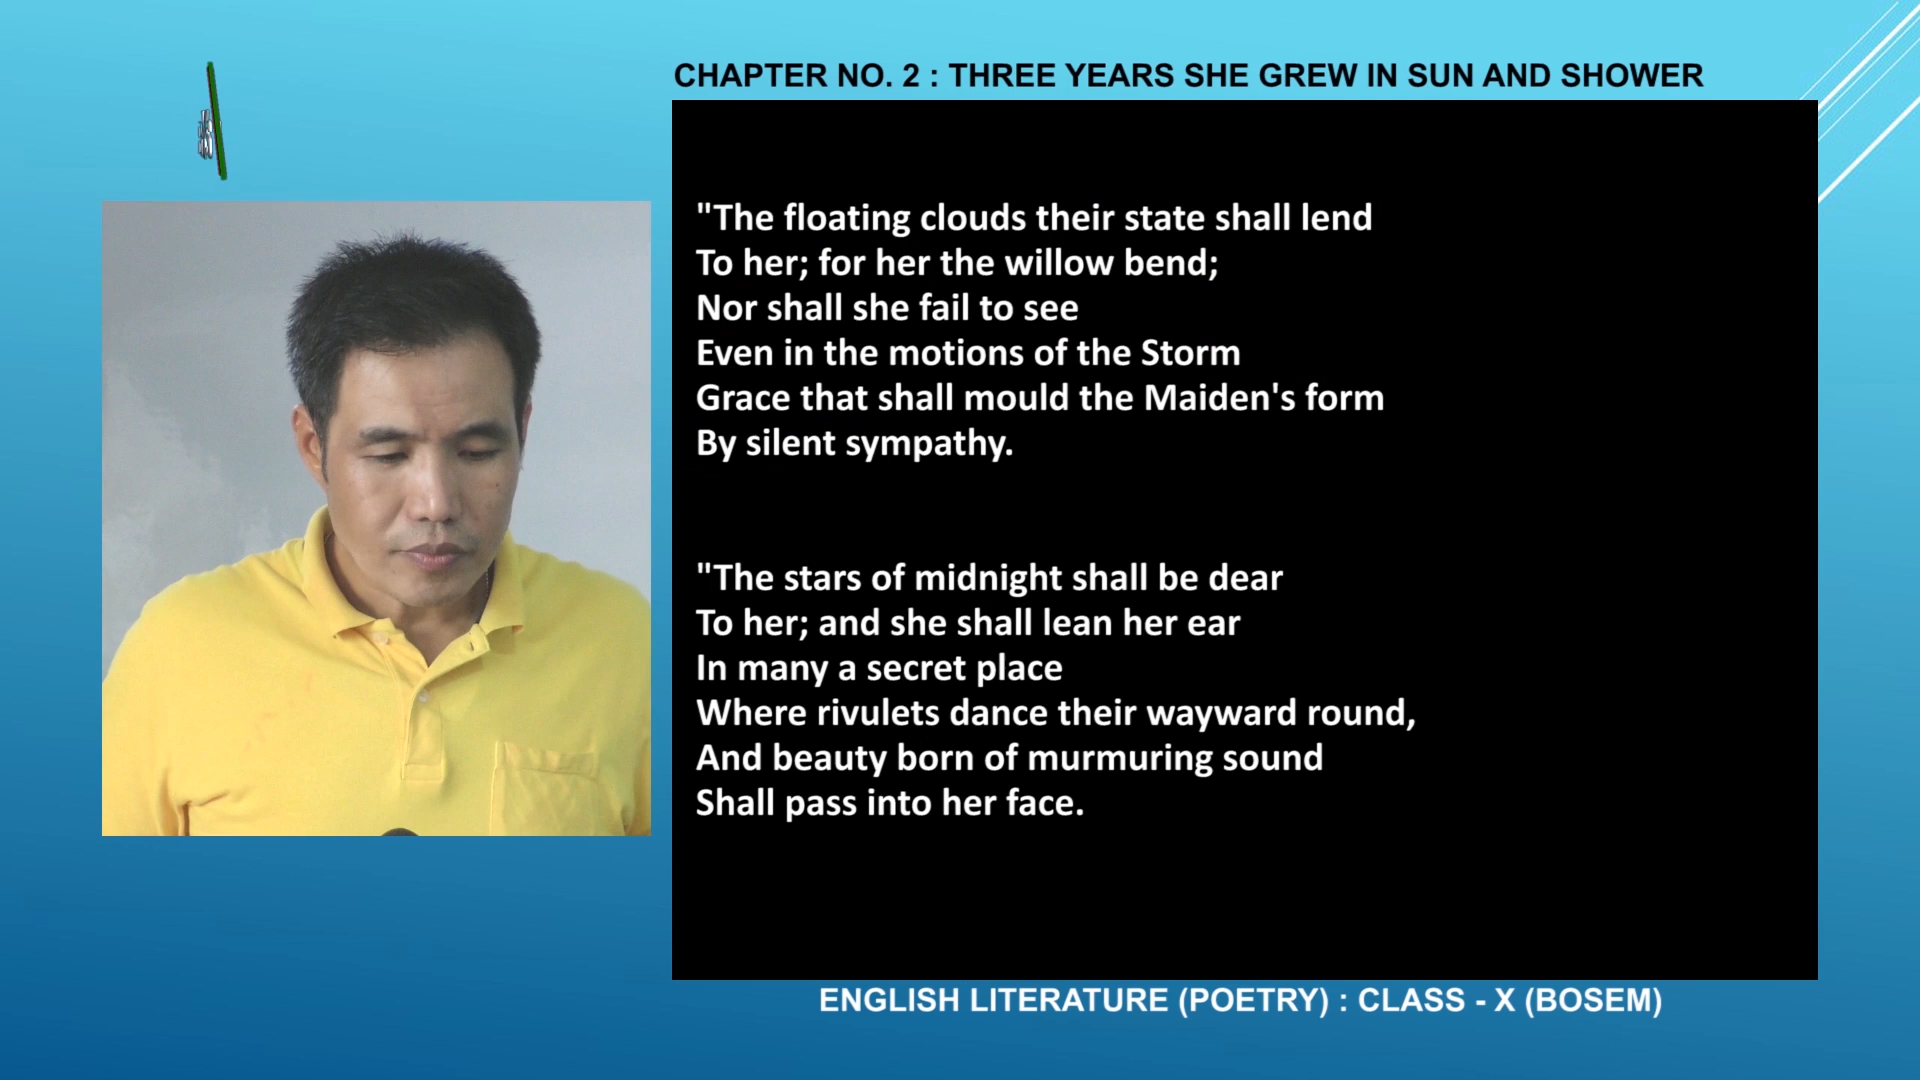 CHAPTER NO. 2 : THREE YEARS SHE GREW IN SUN AND SHOWER
"The floating clouds their state shall lend
To her; for her the willow bend;
Nor shall she fail to see
Even in the motions of the Storm
Grace that shall mould the Maiden's form
By silent sympathy.
"The stars of midnight shall be dear
To her; and she shall lean her ear
In many a secret place
Where rivulets dance their wayward round,
And beauty born of murmuring sound
Shall pass into her face.
ENGLISH LITERATURE (POETRY) : CLASS - X (BOSEM)